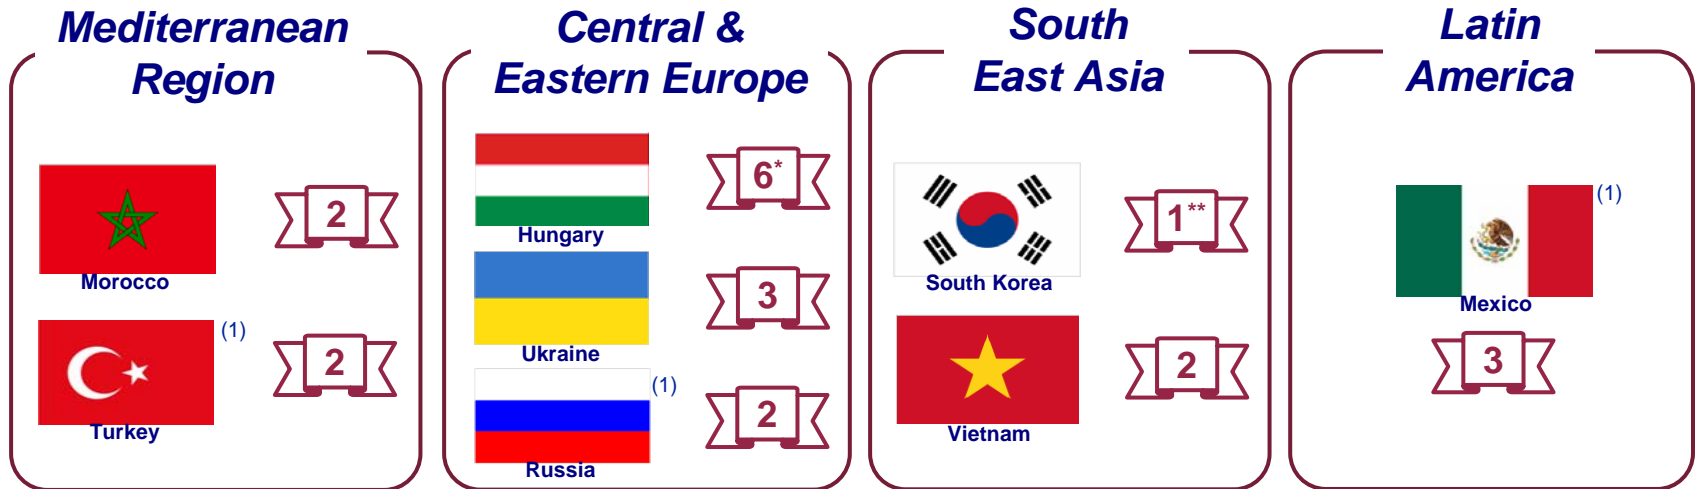 Mediterranean
Region
2
Morocco
(1)
2
Turkey
Central &
Eastern Europe
6*
Hungary
3
Ukraine
(1)
2
Russia
South
East Asia
1**
South Korea
2
Vietnam
Latin
America
(1)
Mexico
3